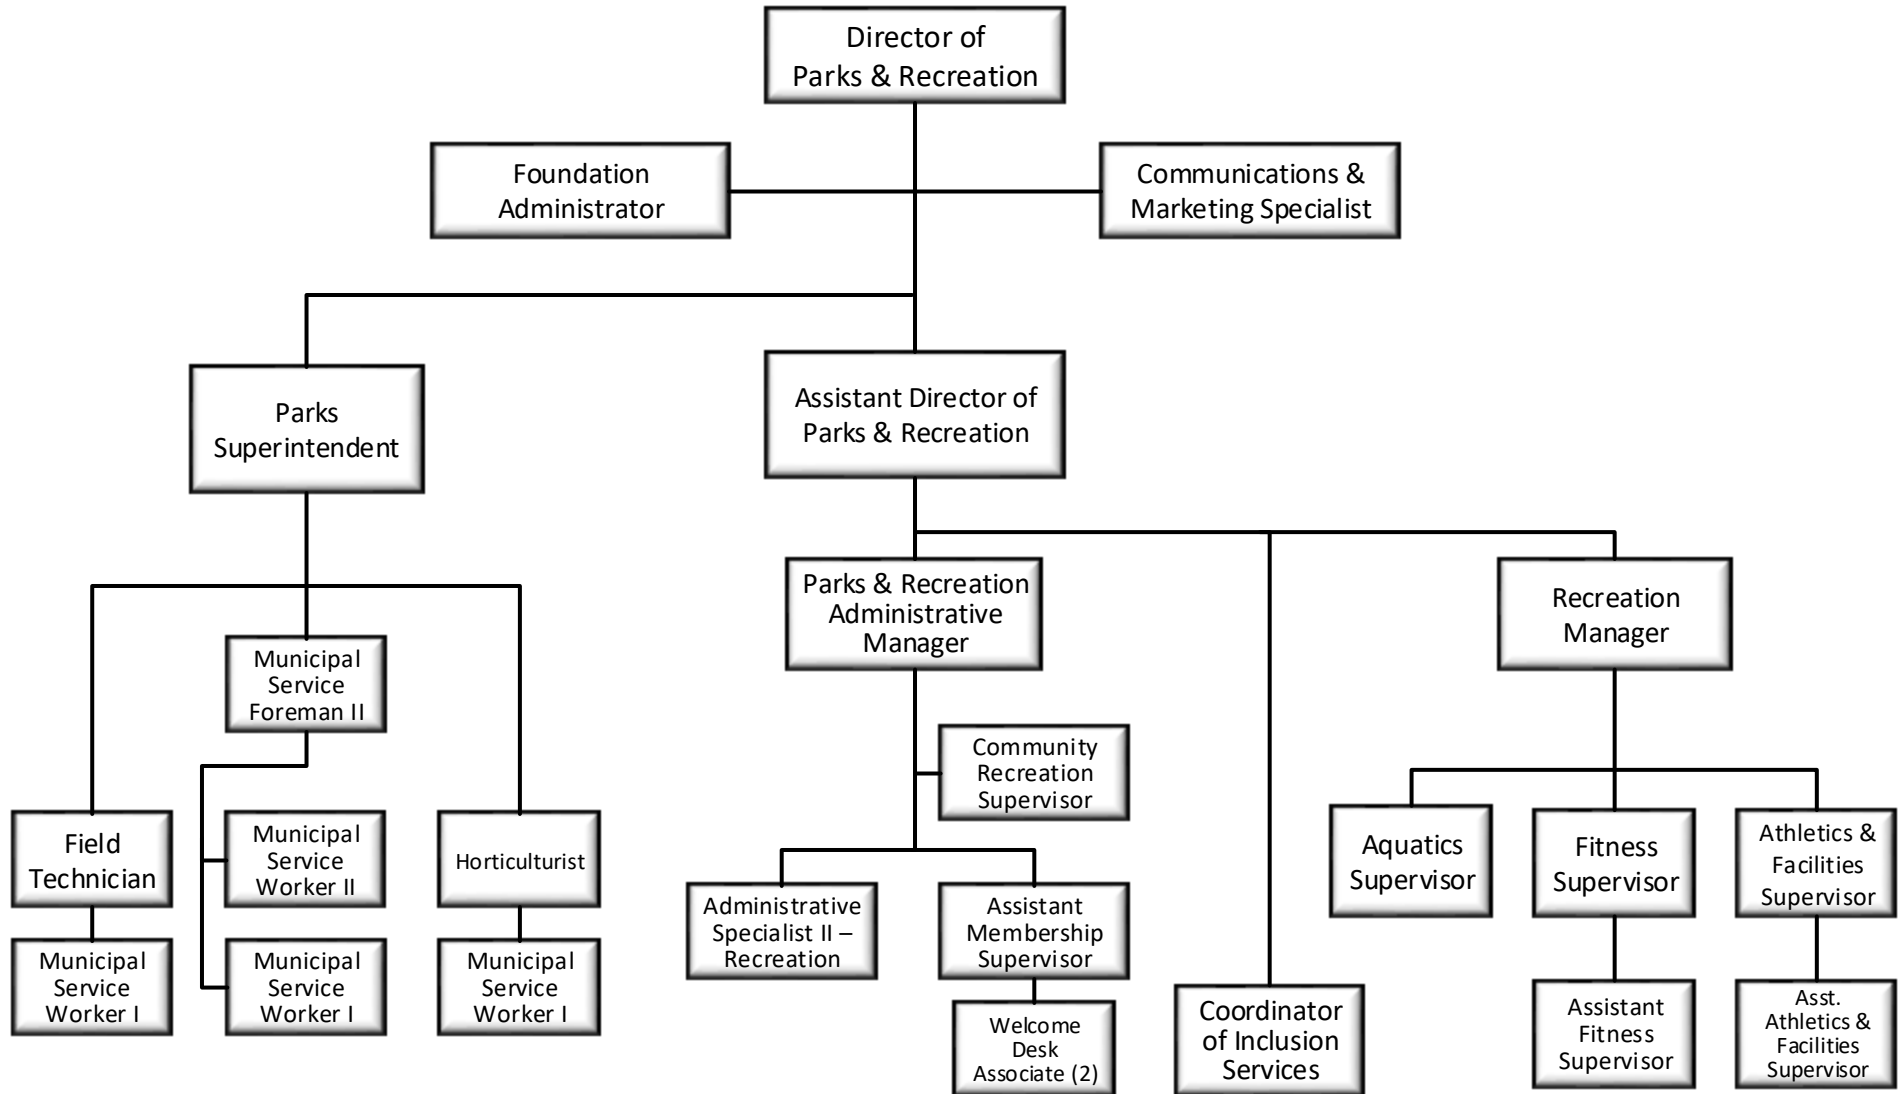 Director of
Parks & Recreation
Foundation
Administrator
Communications &
Marketing Specialist
Parks
Superintendent
Assistant Director of
Parks & Recreation
Municipal
Service
Foreman II
Field
Technician
Municipal
Service
Worker I
Municipal
Service
Worker II
Municipal
Service
Worker I
Horticulturist
Municipal
Service
Worker I
Parks & Recreation
Administrative
Manager
Community
Recreation
Supervisor
Administrative
Specialist II –
Recreation
Assistant
Membership
Supervisor
Welcome
Desk
Associate (2)
Coordinator
of Inclusion
Services
Recreation
Manager
Aquatics
Supervisor
Fitness
Supervisor
Assistant
Fitness
Supervisor
Athletics &
Facilities
Supervisor
Asst.
Athletics &
Facilities
Supervisor